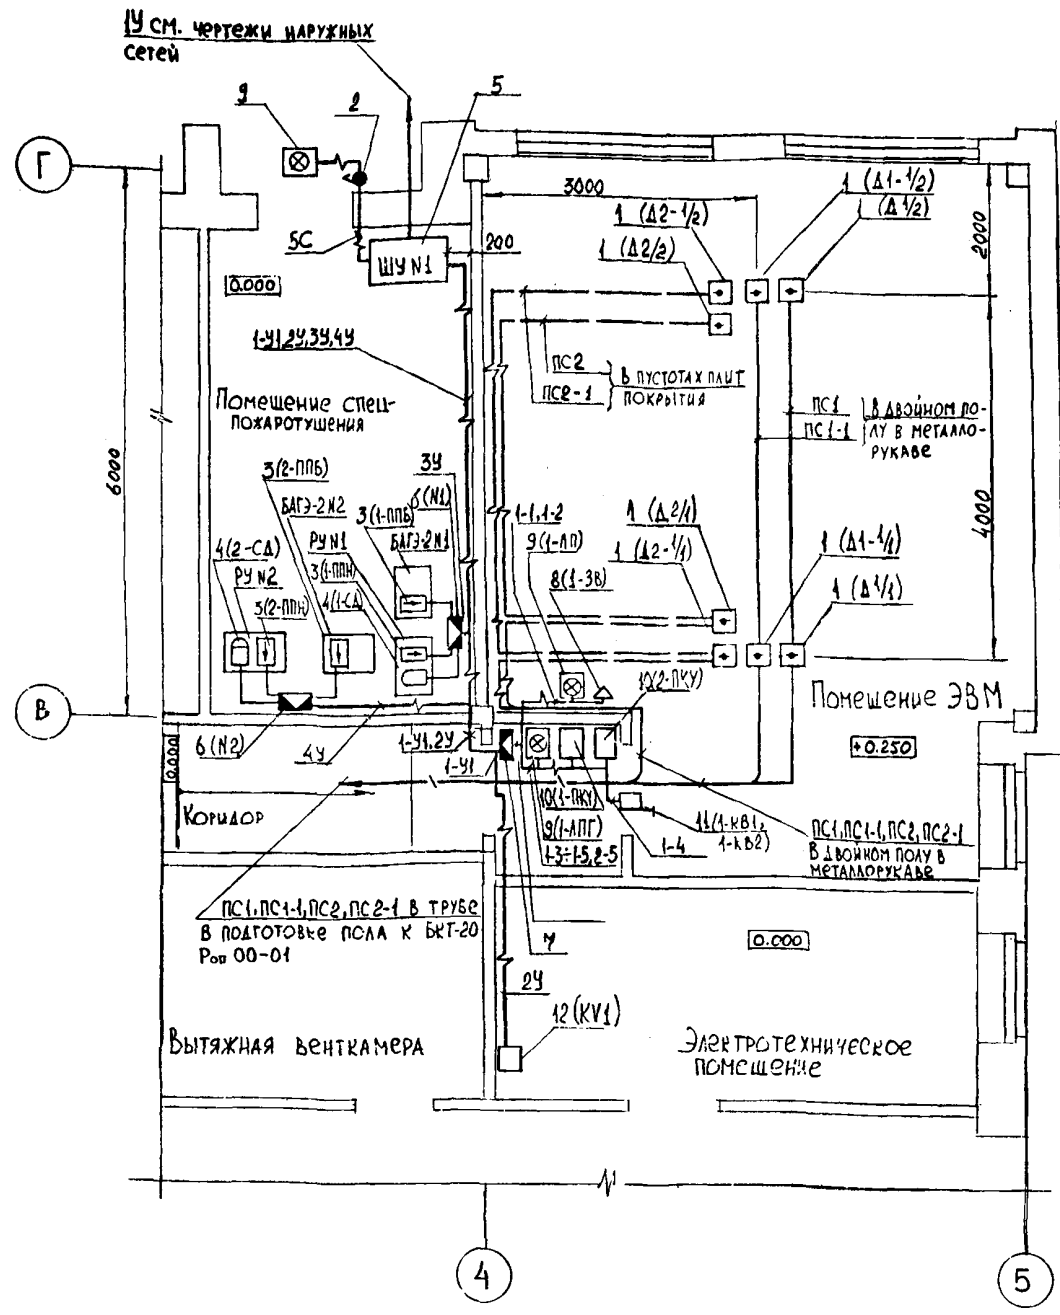 1У см. чертежи наружных
сетей
9
2
5
Г
3000
1 (Д1-1/2)
1 (Д1/2)
1 (Д2-1/2)
1 (Д2/2)
2000
5С
ШУ N1
200
0.000
1-У1,2У,3У,4У
ПС2
ПС2-1
В пустотах плит
покрытия
ПС1
ПС1-1
В двойном по-
лу в металло-
рукаве
Помещение спец-
пожаротушения
6000
4000
3(2-ППБ)
БАГЭ-2 N2
4(2-СД)
РУ N2
3(2-ППН)
3У
6(N1)
3(1-ППБ)
БАГЭ-2 N1
РУ N1
3(1-ППН)
4(1-СД)
1-1,1-2
9(1-ЛП)
8(1-ЗВ)
1 (Д2/1)
1 (Д2-1/1)
1 (Д1-1/1)
1 (Д1/1)
10(2-ПКУ)
Помещение ЭВМ
В
6(N2)
4У
1-У1,2У
1-У1
0.000
+0.250
Коридор
10(1-ПКУ)
9(1-ЛПГ)
1-3÷1-5,2-5
1-4
11(1-КВ1,
1-КВ2)
ПС1,ПС1-1,ПС2,ПС2-1
В двойном полу в
металлорукаве
ПС1,ПС1-1,ПС2,ПС2-1 в трубе
в подготовке пола к БКТ-20
Роп 00-01
7
0.000
2У
12(KV1)
Вытяжная венткамера
Электротехническое
помещение
4
5